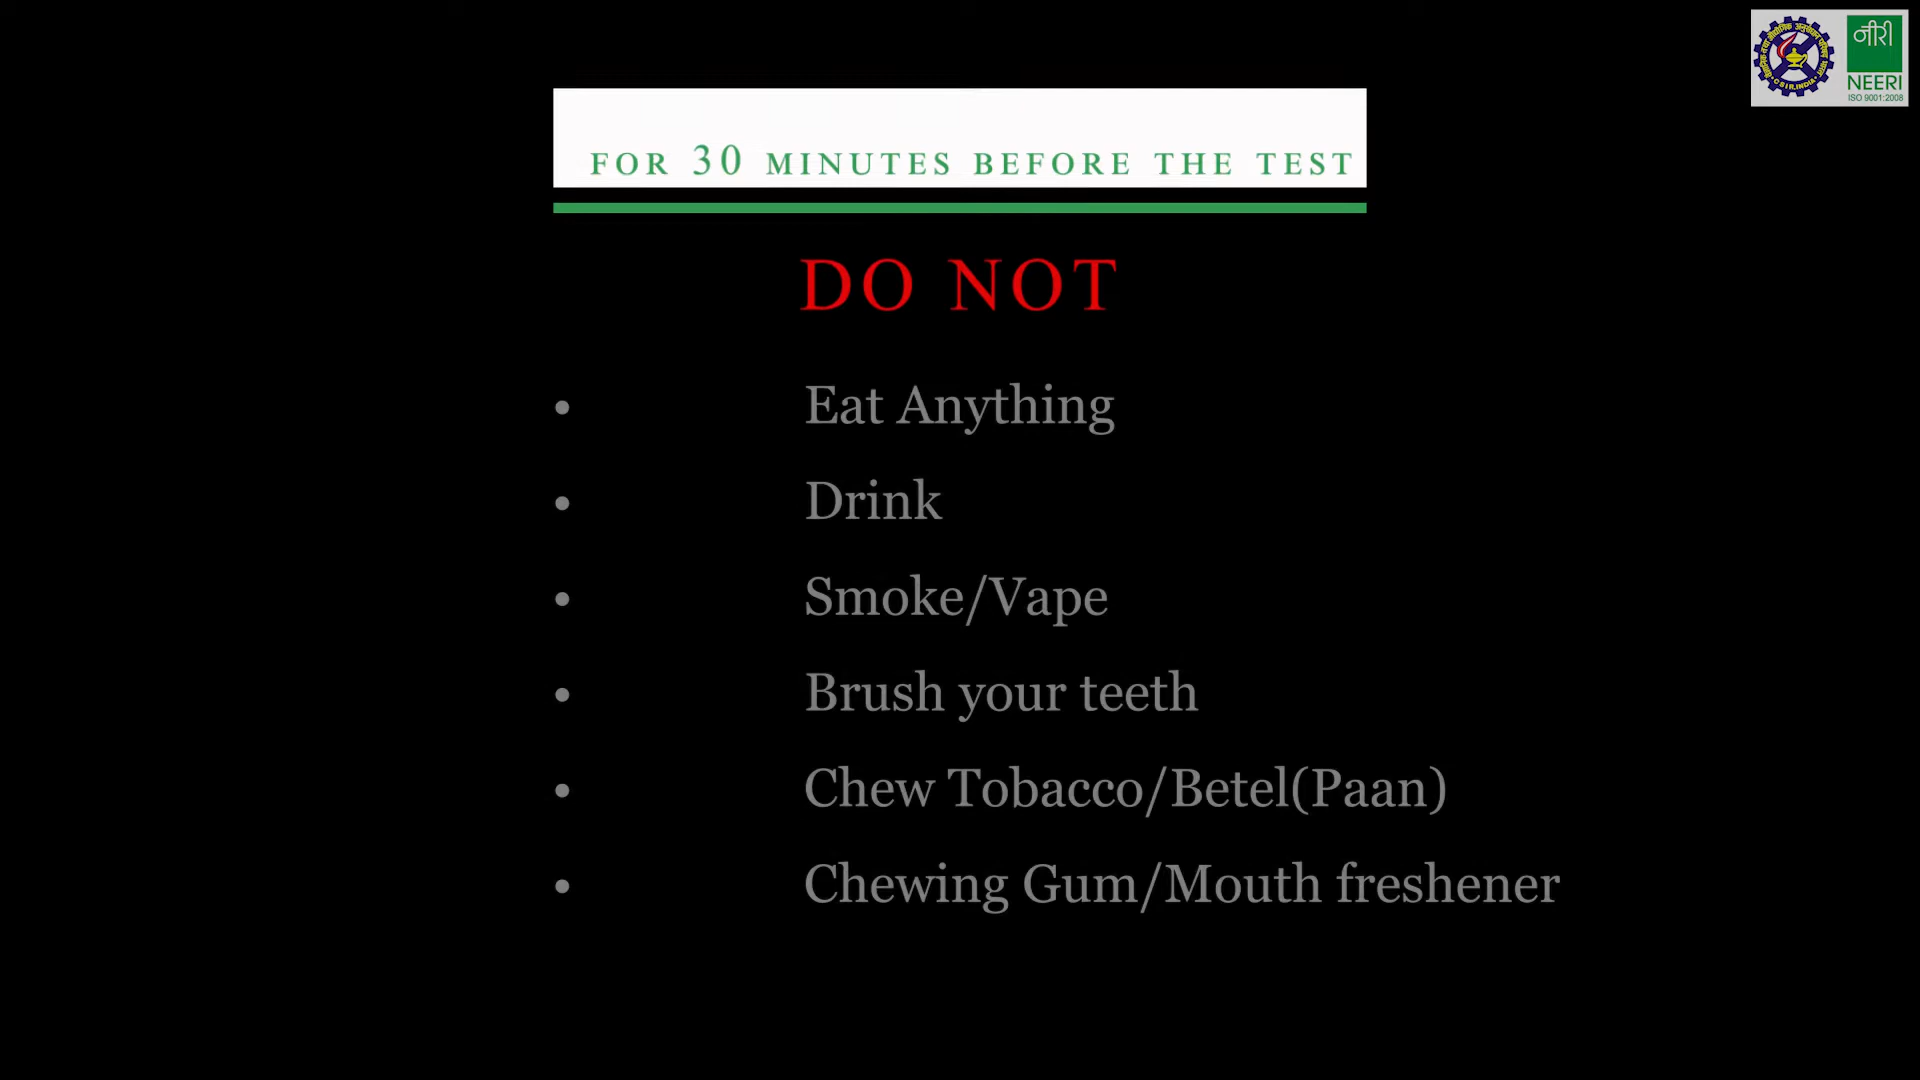 नीरी
NEERI
ISO 9001:2008
C S I R, INDIA
FOR 30 MINUTES BEFORE THE TEST
DO NOT
• Eat Anything
• Drink
• Smoke/Vape
• Brush your teeth
• Chew Tobacco/Betel(Paan)
• Chewing Gum/Mouth freshener